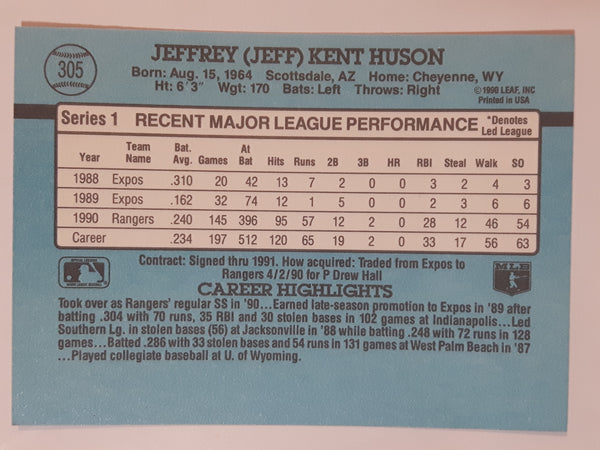 305
JEFFREY (JEFF) KENT HUSON
Born: Aug. 15, 1964 Scottsdale, AZ Home: Cheyenne, WY
Ht: 6'3" Wgt: 170 Bats: Left Throws: Right
© 1990 LEAF, INC
Printed in USA
Series 1 RECENT MAJOR LEAGUE PERFORMANCE *Denotes Led League
Year Team Name Bat. Avg. Games At Bat Hits Runs 2B 3B HR RBI Steal Walk SO
1988 Expos .310 20 42 13 7 2 0 0 3 2 4 3
1989 Expos .162 32 74 12 1 5 0 0 2 3 6 6
1990 Rangers .240 145 396 95 57 12 2 0 28 12 46 54
Career .234 197 512 120 65 19 2 0 33 17 56 63
Contract: Signed thru 1991. How acquired: Traded from Expos to
Rangers 4/2/90 for P Drew Hall
CAREER HIGHLIGHTS
MLB
Took over as Rangers' regular SS in '90...Earned late-season promotion to Expos in '89 after
batting .304 with 70 runs, 35 RBI and 30 stolen bases in 102 games at Indianapolis...Led
Southern Lg. in stolen bases (56) at Jacksonville in '88 while batting .248 with 72 runs in 128
games...Batted .286 with 33 stolen bases and 54 runs in 131 games at West Palm Beach in '87
...Played collegiate baseball at U. of Wyoming.